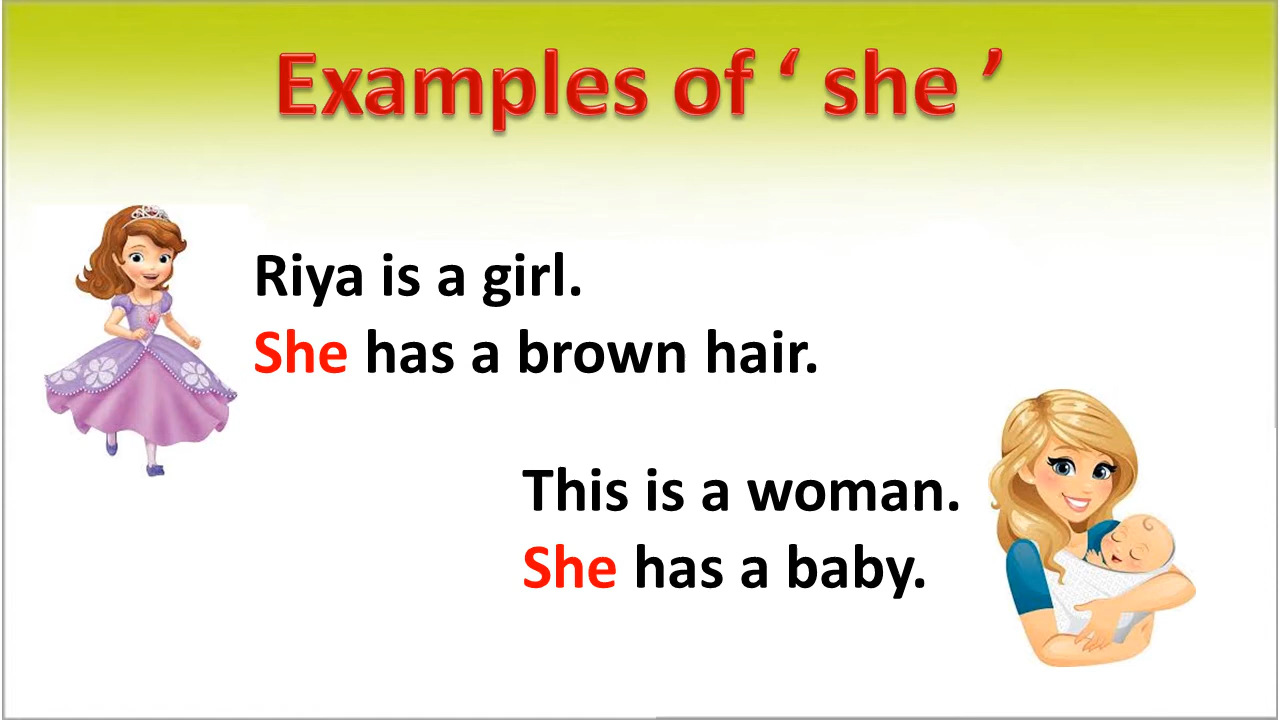 Examples of ‘ she ’
Riya is a girl.
She has a brown hair.
This is a woman.
She has a baby.